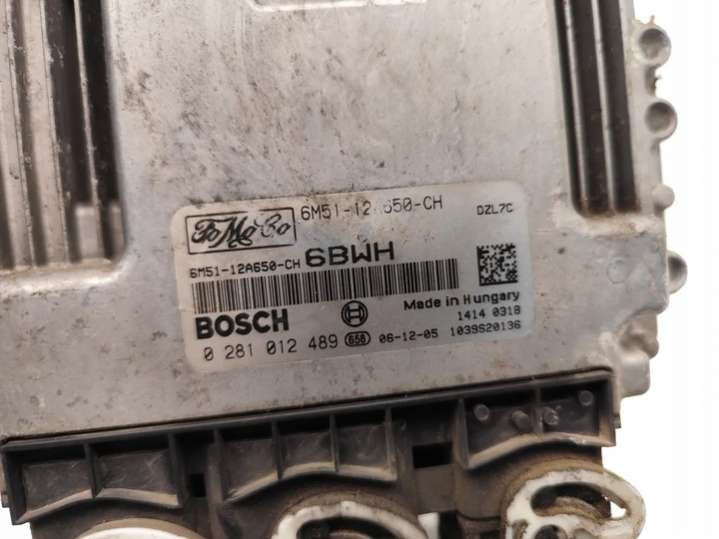 FoMoCo
6M51-12 650-CH
DZL7C
6M51-12A650-CH 6BWH
BOSCH
Made in Hungary
1414 0318
0 281 012 489 658 06-12-05 1039S20136